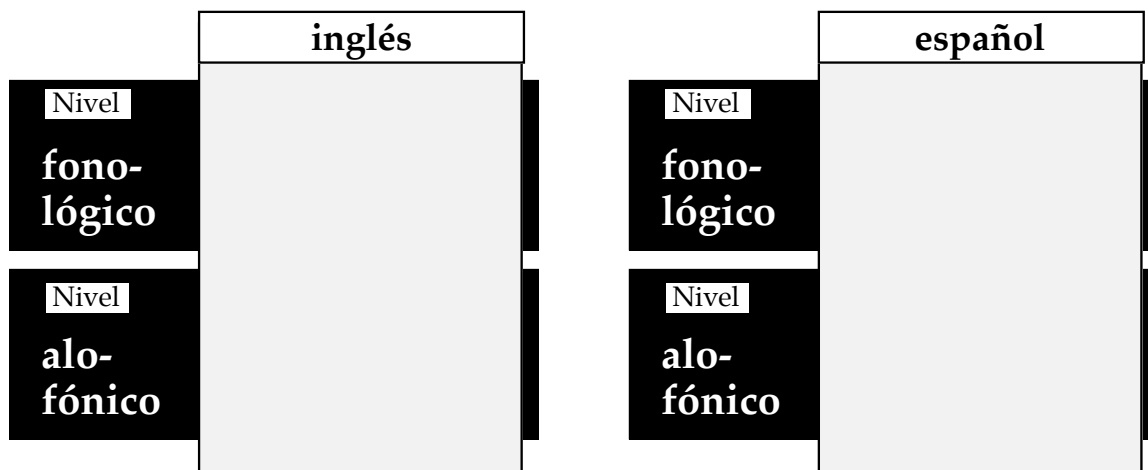 inglés
Nivel
fono-
lógico
Nivel
alo-
fónico
español
Nivel
fono-
lógico
Nivel
alo-
fónico